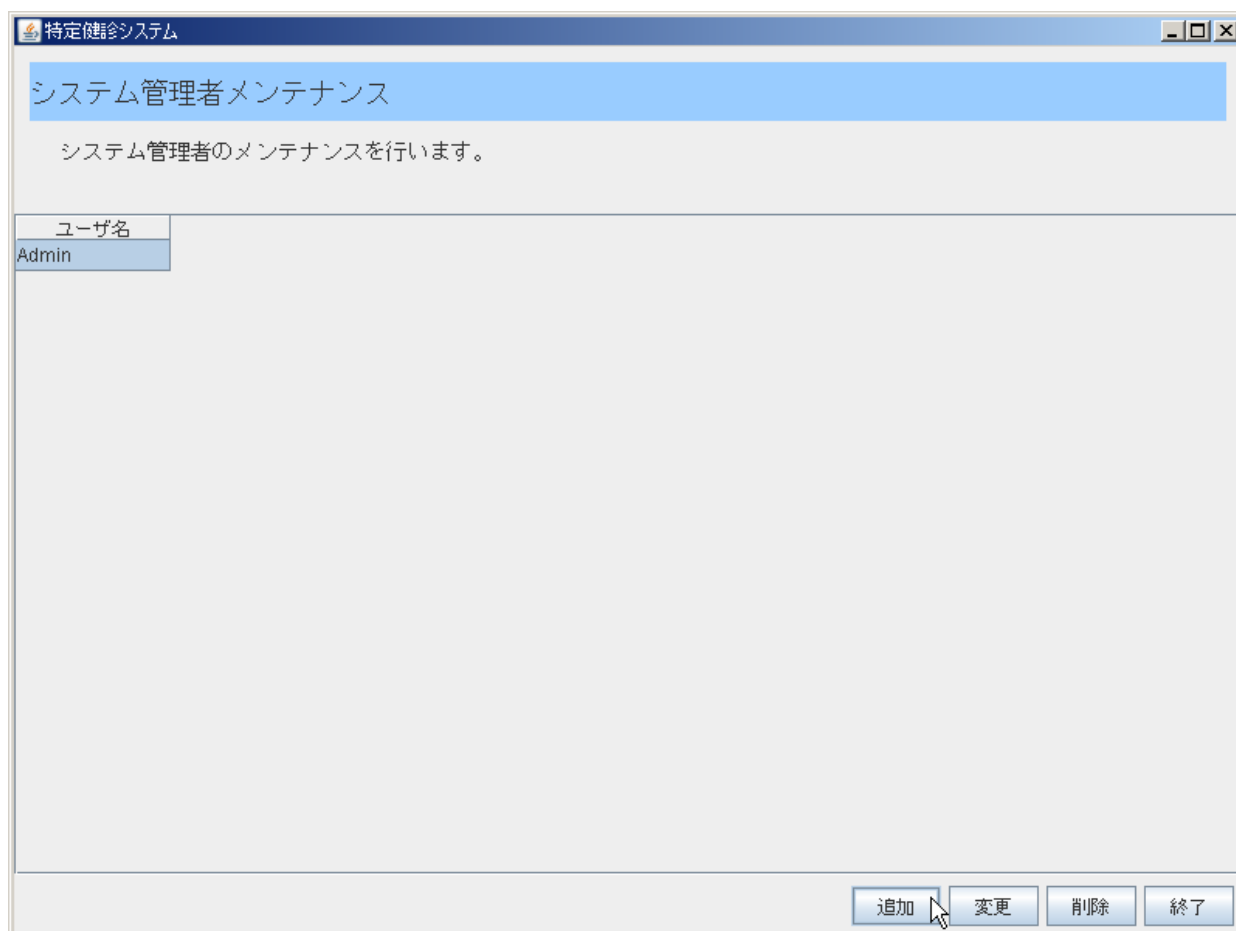 特定健診システム
システム管理者メンテナンス
システム管理者のメンテナンスを行います。
ユーザ名
Admin
追加 変更 削除 終了